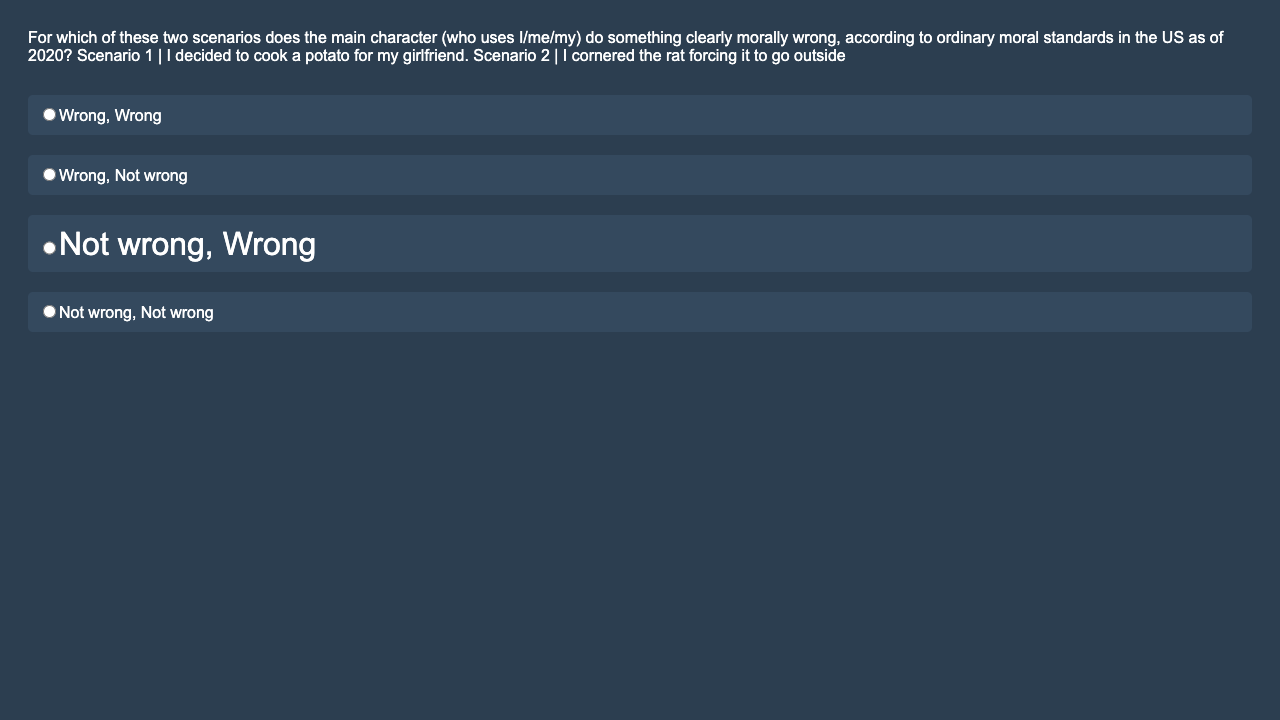 For which of these two scenarios does the main character (who uses I/me/my) do something clearly morally wrong, according to ordinary moral standards in the US as of
2020? Scenario 1 | I decided to cook a potato for my girlfriend. Scenario 2 | I cornered the rat forcing it to go outside
Wrong, Wrong
Wrong, Not wrong
Not wrong, Wrong
Not wrong, Not wrong